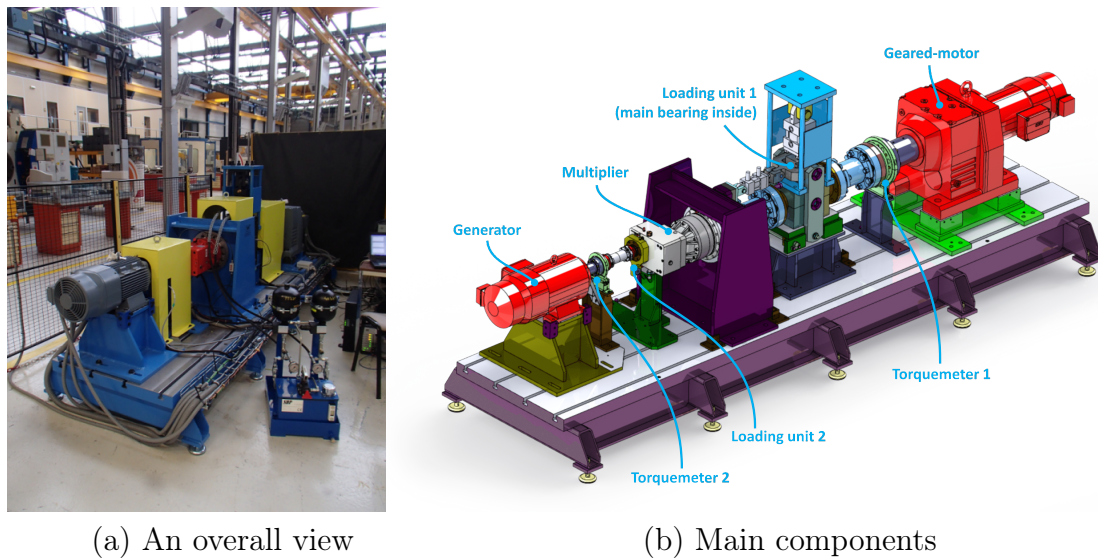 Geared-motor
Loading unit 1
(main bearing inside)
Multiplier
Generator
Torquemeter 1
Loading unit 2
Torquemeter 2
(a) An overall view
(b) Main components